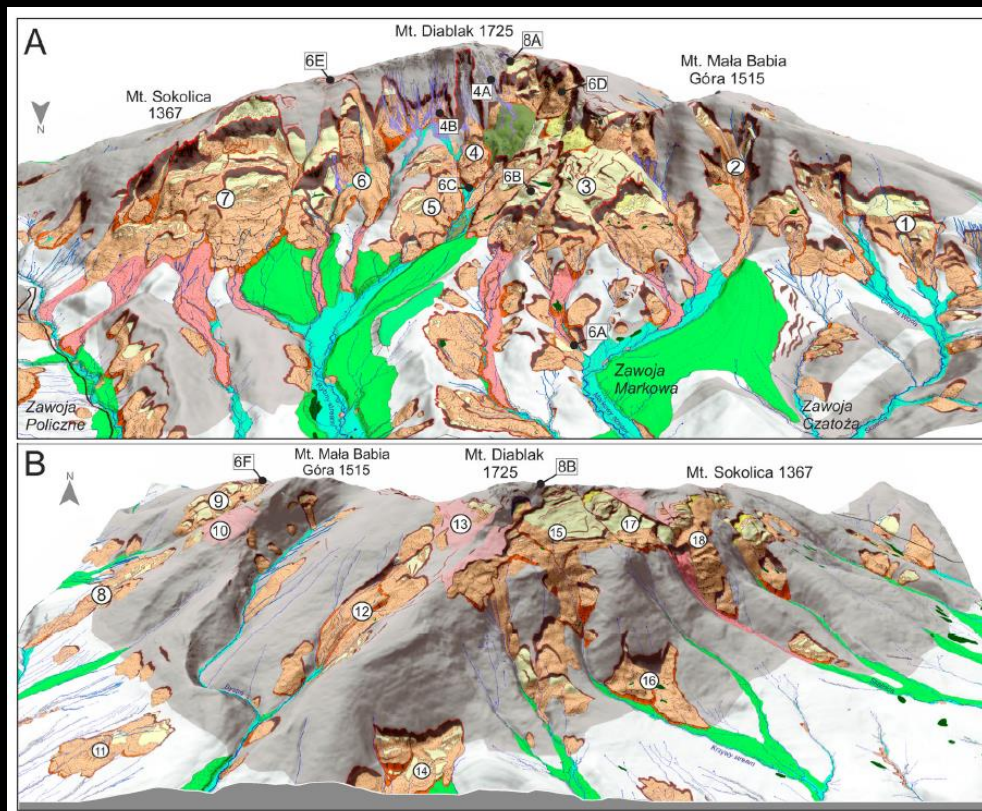 A
Mt. Diablak 1725
8A
6E
Mt. Mała Babia
Góra 1515
N
Mt. Sokolica
1367
4A
6D
4B
4
2
6
6C
6B
3
7
5
1
6A
Zawoja
Policzne
Zawoja
Markowa
Zawoja
Czatoża
B
6F
Mt. Mała Babia
Góra 1515
Mt. Diablak
1725
8B
Mt. Sokolica 1367
N
9
10
13
15
17
18
8
12
16
11
14
Krzywy stream